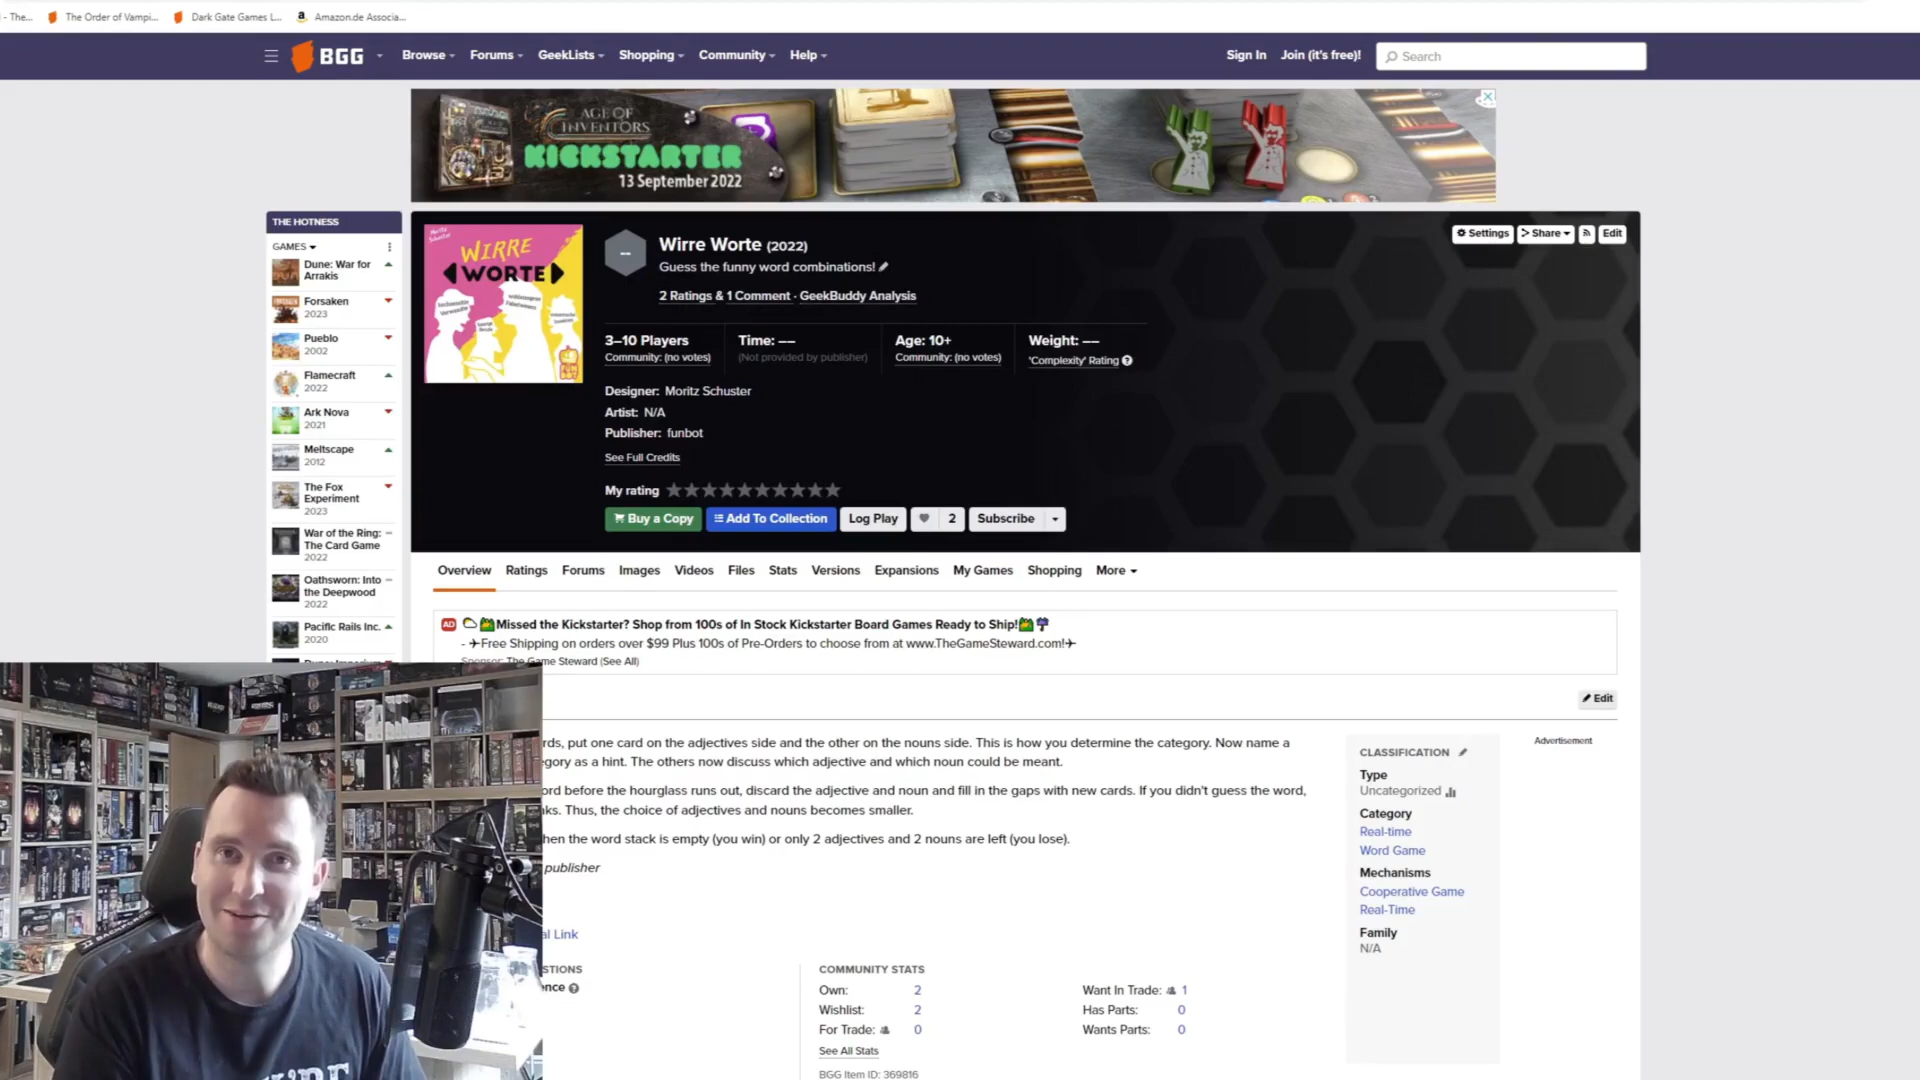 - The...
The Order of Vampi...
Dark Gate Games L...
Amazon.de Associa...
BGG
Browse
Forums
GeekLists
Shopping
Community
Help
Sign In
Join (it's free)!
Search
AGE OF
INVENTORS
KICKSTARTER
13 September 2022
THE HOTNESS
GAMES
Dune: War for
Arrakis
Forsaken
2023
Pueblo
2002
Flamecraft
2022
Ark Nova
2021
Meltscape
2012
The Fox
Experiment
2023
War of the Ring:
The Card Game
2022
Oathsworn: Into
the Deepwood
2022
Pacific Rails Inc.
2020
Moritz
Schuster
WIRRE
WORTE
--
Wirre Worte (2022)
Guess the funny word combinations!
2 Ratings & 1 Comment · GeekBuddy Analysis
Settings
Share
Edit
3–10 Players
Community: (no votes)
Time: ––
(Not provided by publisher)
Age: 10+
Community: (no votes)
Weight: ––
'Complexity' Rating
Designer: Moritz Schuster
Artist: N/A
Publisher: funbot
See Full Credits
My rating
Buy a Copy
Add To Collection
Log Play
2
Subscribe
Overview
Ratings
Forums
Images
Videos
Files
Stats
Versions
Expansions
My Games
Shopping
More
AD
Missed the Kickstarter? Shop from 100s of In Stock Kickstarter Board Games Ready to Ship!
- ✈Free Shipping on orders over $99 Plus 100s of Pre-Orders to choose from at www.TheGameSteward.com!✈
Sponsor: The Game Steward (See All)
Edit
rds, put one card on the adjectives side and the other on the nouns side. This is how you determine the category. Now name a
egory as a hint. The others now discuss which adjective and which noun could be meant.
ord before the hourglass runs out, discard the adjective and noun and fill in the gaps with new cards. If you didn't guess the word,
nks. Thus, the choice of adjectives and nouns becomes smaller.
hen the word stack is empty (you win) or only 2 adjectives and 2 nouns are left (you lose).
publisher
al Link
STIONS
ence
COMMUNITY STATS
Own: 2
Wishlist: 2
For Trade: 0
See All Stats
BGG Item ID: 369816
Want In Trade: 1
Has Parts: 0
Wants Parts: 0
CLASSIFICATION
Type
Uncategorized
Category
Real-time
Word Game
Mechanisms
Cooperative Game
Real-Time
Family
N/A
Advertisement